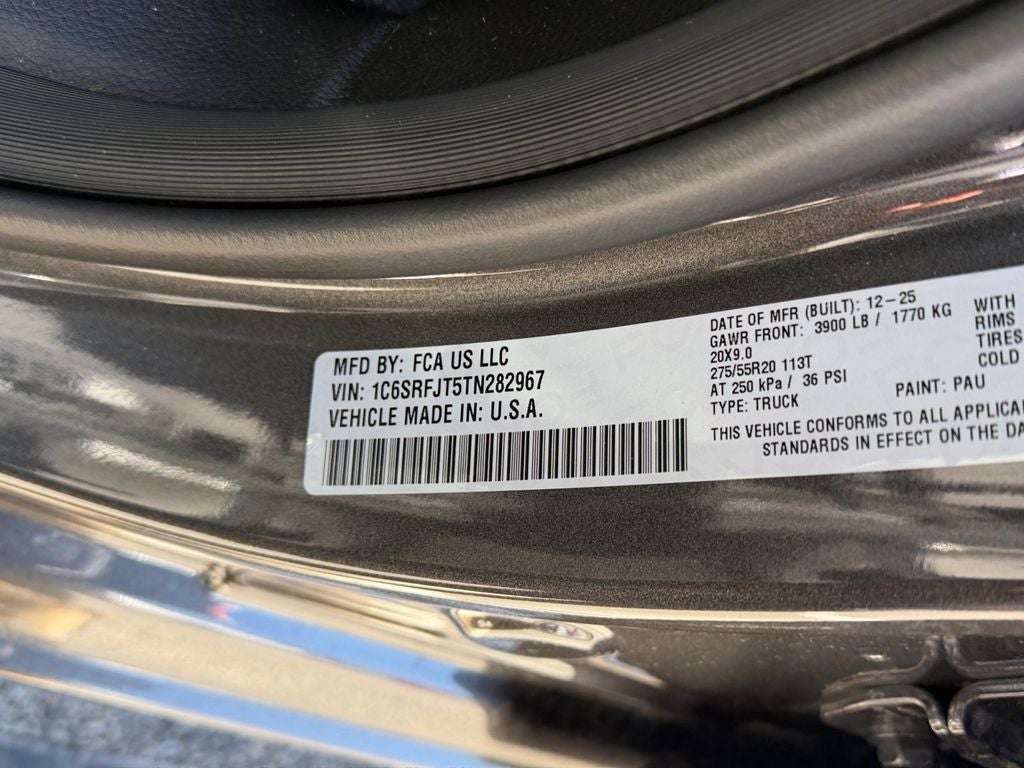 MFD BY: FCA US LLC
VIN: 1C6SRFJT5TN282967
VEHICLE MADE IN: U.S.A.
DATE OF MFR (BUILT): 12-25
GAWR FRONT: 3900 LB / 1770 KG
20X9.0
275/55R20 113T
AT 250 kPa / 36 PSI
TYPE: TRUCK
PAINT: PAU
WITH
RIMS
TIRES
COLD
THIS VEHICLE CONFORMS TO ALL APPLICA
STANDARDS IN EFFECT ON THE DA